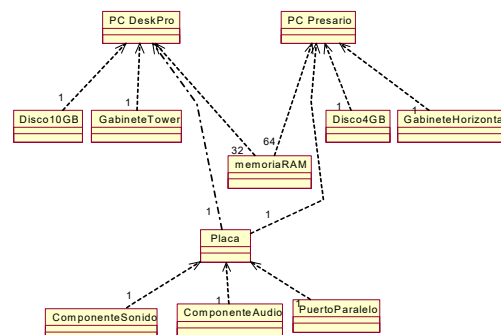 PC DeskPro
PC Presario
1
1
1
1
Disco10GB
GabineteTower
Disco4GB
GabineteHorizonta
32
64
memoriaRAM
1
1
Placa
1
1
1
ComponenteSonido
ComponenteAudio
PuertoParalelo